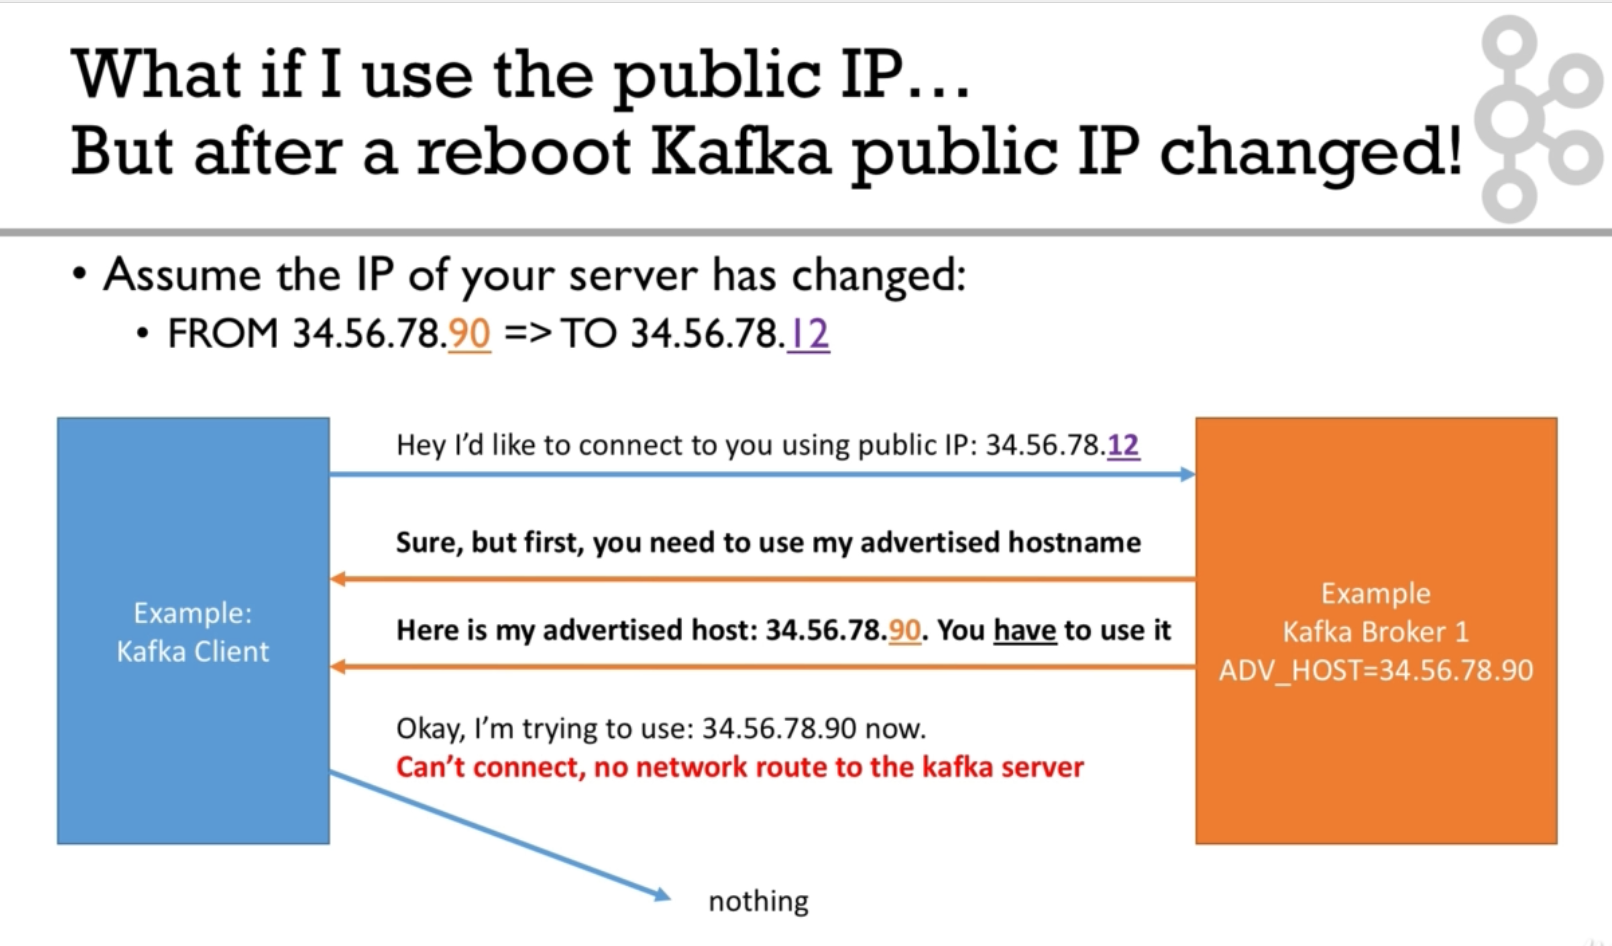 What if I use the public IP...
But after a reboot Kafka public IP changed!
• Assume the IP of your server has changed:
• FROM 34.56.78.90 => TO 34.56.78.12
Hey I'd like to connect to you using public IP: 34.56.78.12
Sure, but first, you need to use my advertised hostname
Here is my advertised host: 34.56.78.90. You have to use it
Okay, I'm trying to use: 34.56.78.90 now.
Can't connect, no network route to the kafka server
nothing
Example:
Kafka Client
Example
Kafka Broker 1
ADV_HOST=34.56.78.90